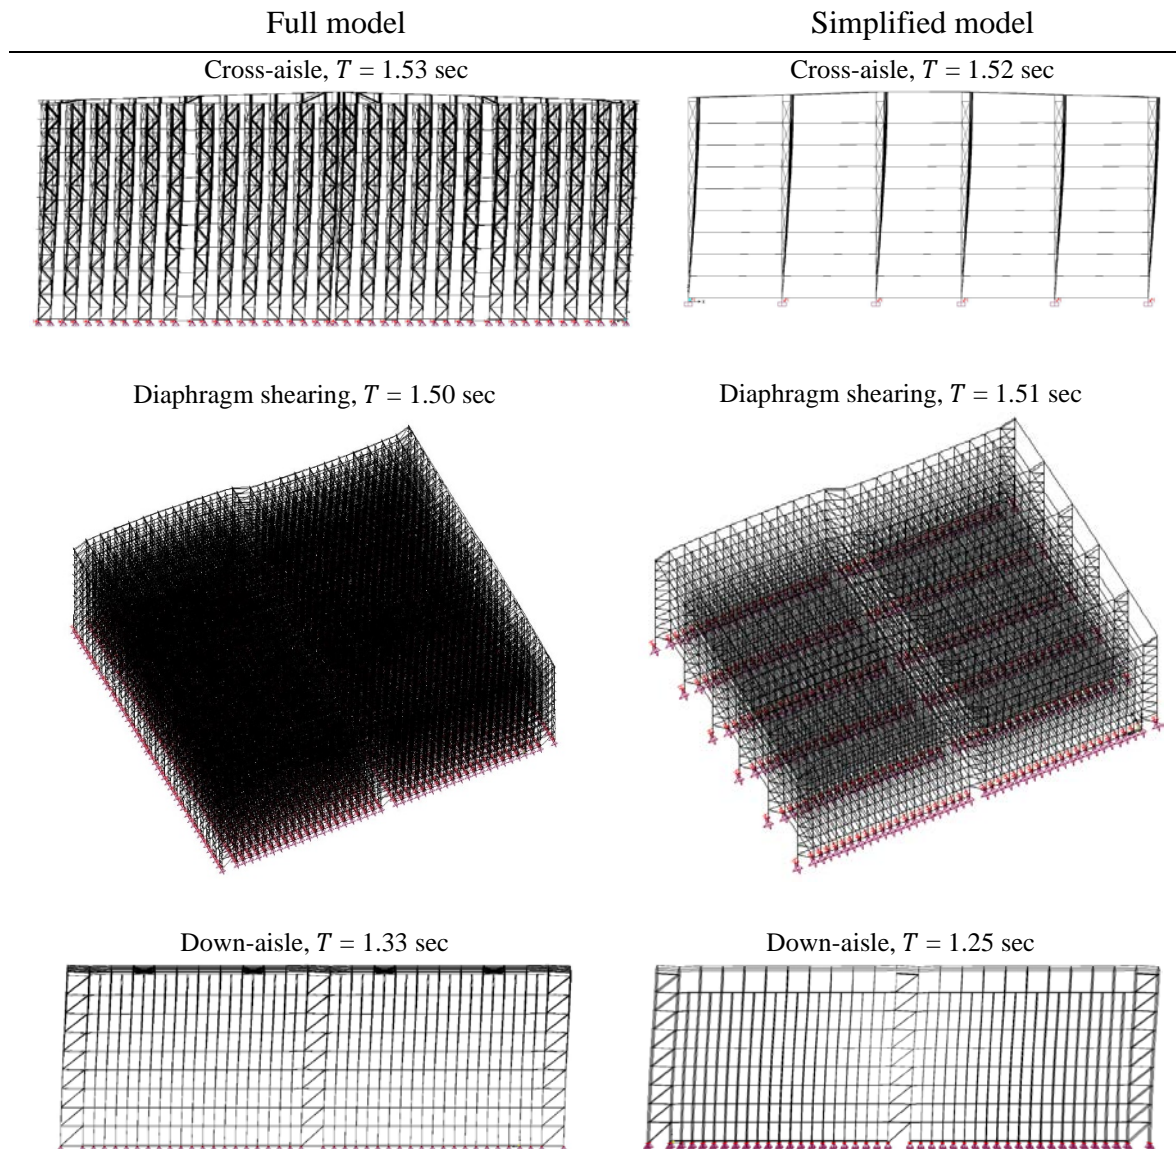 Full model
Simplified model
Cross-aisle, T = 1.53 sec
Cross-aisle, T = 1.52 sec
Diaphragm shearing, T = 1.50 sec
Diaphragm shearing, T = 1.51 sec
Down-aisle, T = 1.33 sec
Down-aisle, T = 1.25 sec